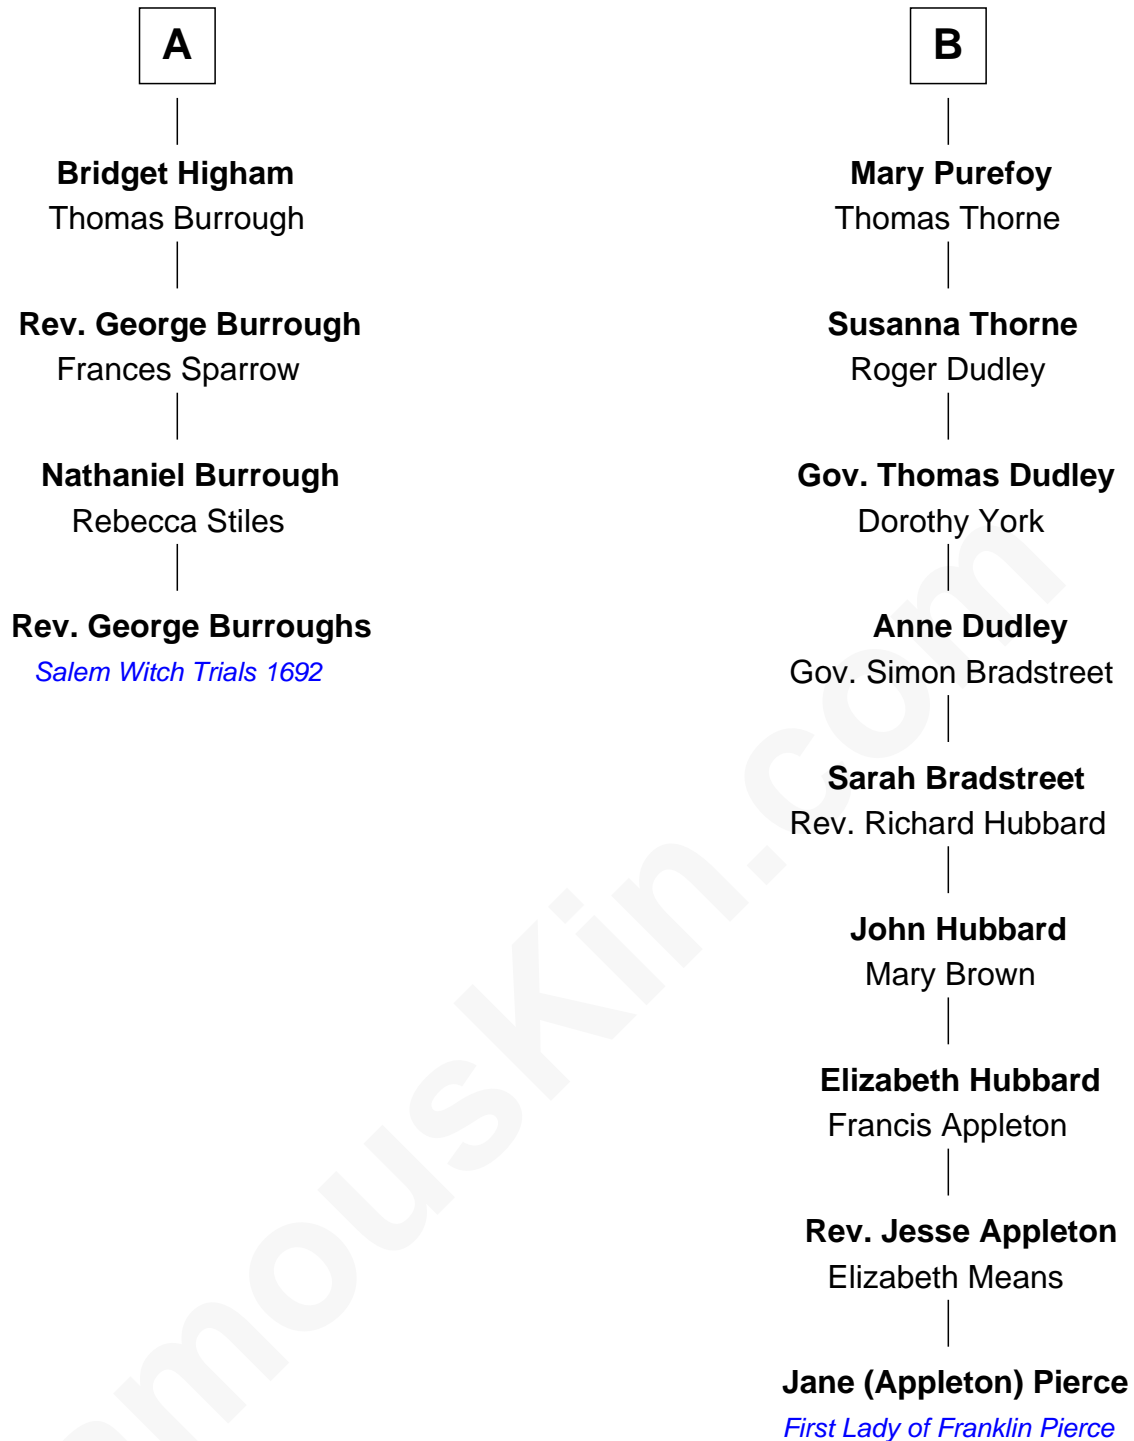 A
Bridget Higham
Thomas Burrough
Rev. George Burrough
Frances Sparrow
Nathaniel Burrough
Rebecca Stiles
Rev. George Burroughs
Salem Witch Trials 1692
B
Mary Purefoy
Thomas Thorne
Susanna Thorne
Roger Dudley
Gov. Thomas Dudley
Dorothy York
Anne Dudley
Gov. Simon Bradstreet
Sarah Bradstreet
Rev. Richard Hubbard
John Hubbard
Mary Brown
Elizabeth Hubbard
Francis Appleton
Rev. Jesse Appleton
Elizabeth Means
Jane (Appleton) Pierce
First Lady of Franklin Pierce
mouskin.com